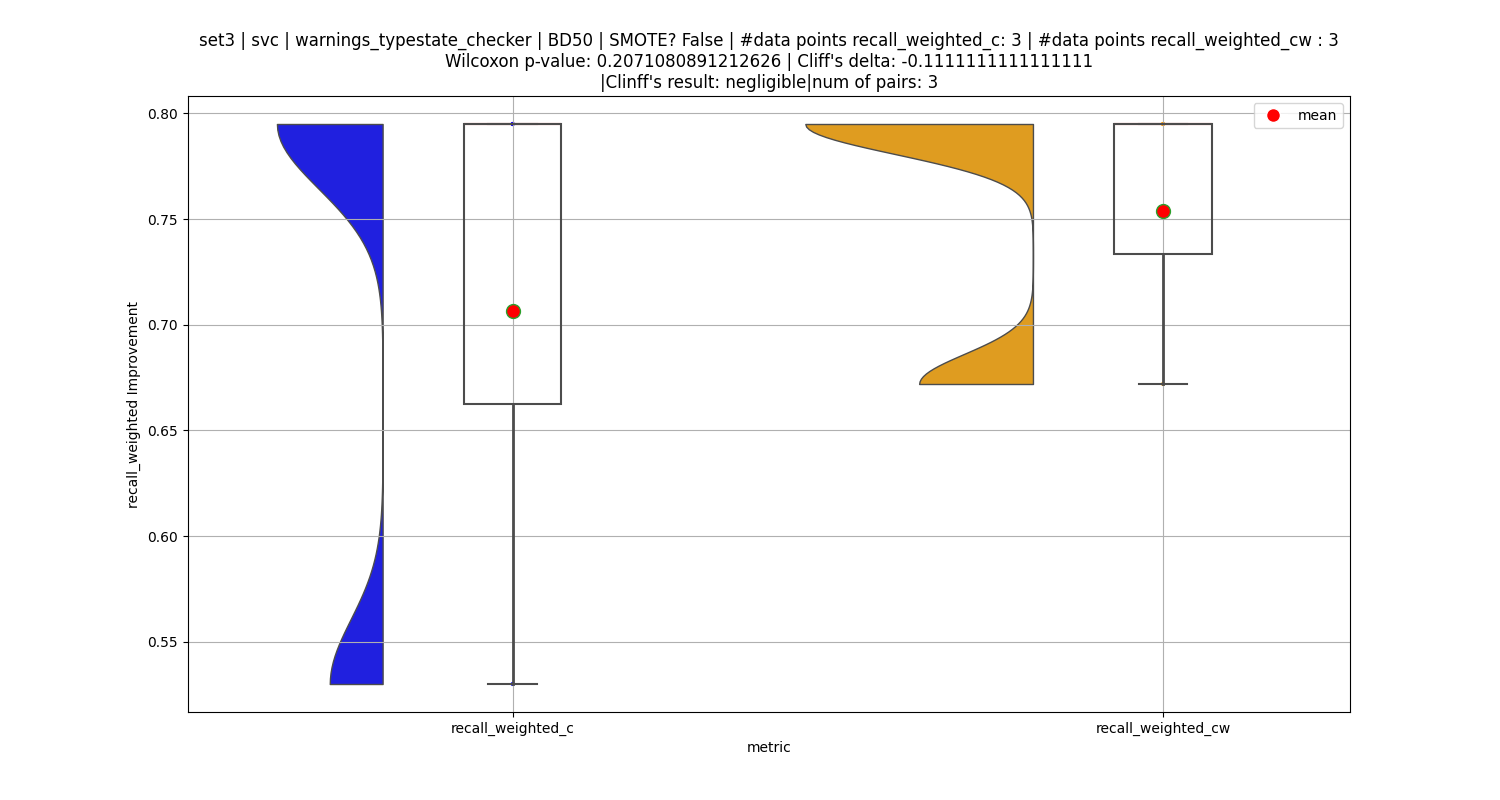 set3 | svc | warnings_typestate_checker | BD50 | SMOTE? False | #data points recall_weighted_c: 3 | #data points recall_weighted_cw : 3
Wilcoxon p-value: 0.2071080891212626 | Cliff's delta: -0.1111111111111111
|Clinff's result: negligible|num of pairs: 3
mean
0.80
0.75
0.70
0.65
0.60
0.55
recall_weighted Improvement
recall_weighted_c
recall_weighted_cw
metric